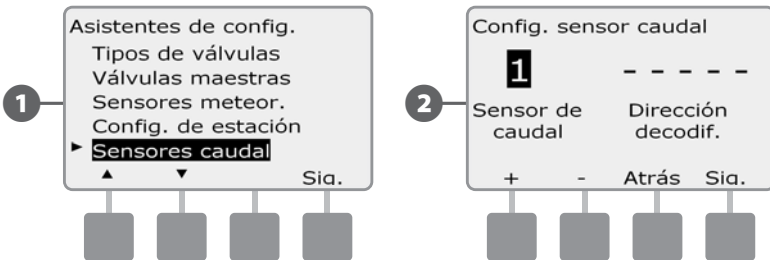 1
Asistentes de config.
Tipos de válvulas
Válvulas maestras
Sensores meteor.
Config. de estación
Sensores caudal
Sig.
2
Config. sensor caudal
1 - - - - -
Sensor de caudal
Dirección decodif.
+ - Atrás Sig.